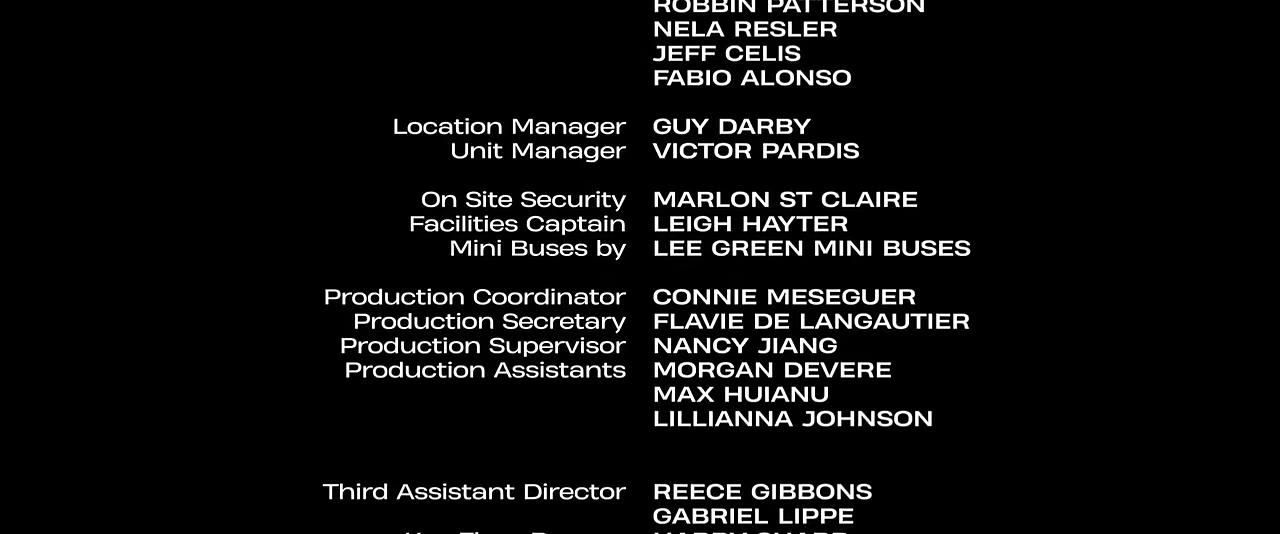 ROBBIN PATTERSON
NELA RESLER
JEFF CELIS
FABIO ALONSO
Location Manager GUY DARBY
Unit Manager VICTOR PARDIS
On Site Security MARLON ST CLAIRE
Facilities Captain LEIGH HAYTER
Mini Buses by LEE GREEN MINI BUSES
Production Coordinator CONNIE MESEGUER
Production Secretary FLAVIE DE LANGAUTIER
Production Supervisor NANCY JIANG
Production Assistants MORGAN DEVERE
MAX HUIANU
LILLIANNA JOHNSON
Third Assistant Director REECE GIBBONS
GABRIEL LIPPE